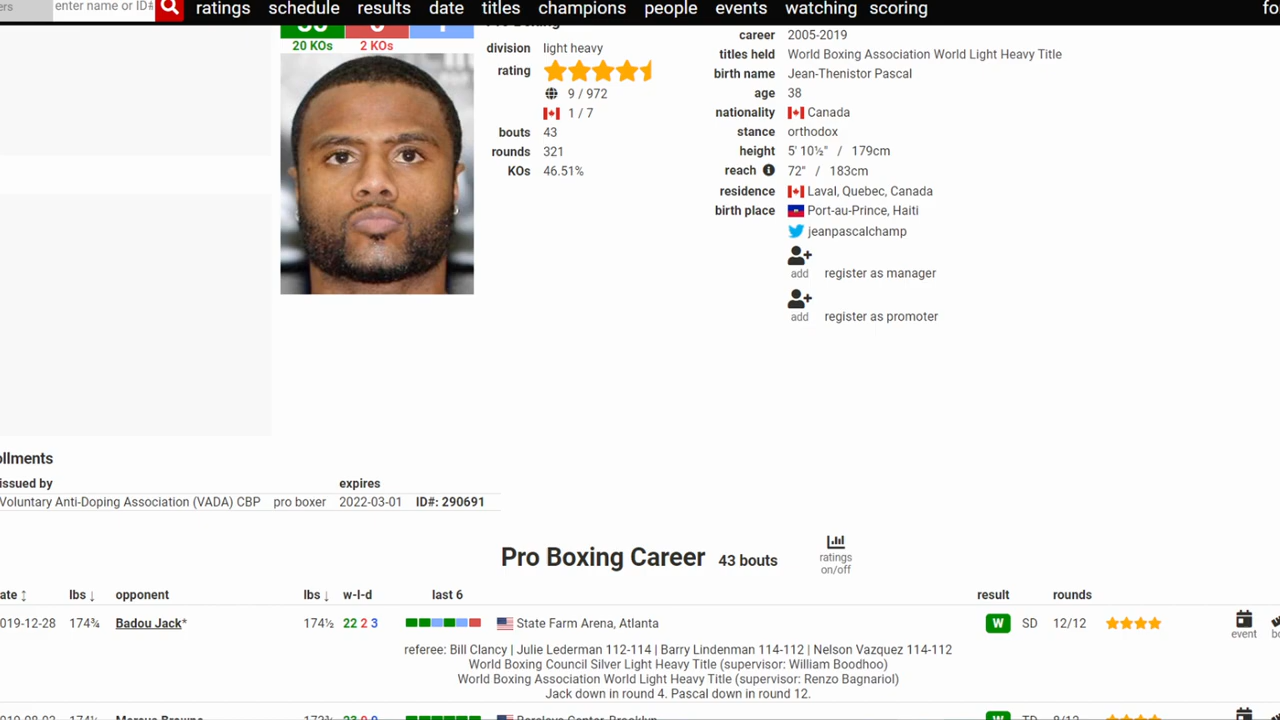 ers enter name or ID# ratings schedule results date titles champions people events watching scoring fo
20 KOs 2 KOs
division light heavy
rating
9 / 972
1 / 7
bouts 43
rounds 321
KOs 46.51%
career 2005-2019
titles held World Boxing Association World Light Heavy Title
birth name Jean-Thenistor Pascal
age 38
nationality Canada
stance orthodox
height 5' 10½" / 179cm
reach 72" / 183cm
residence Laval, Quebec, Canada
birth place Port-au-Prince, Haiti
jeanpascalchamp
add register as manager
add register as promoter
ollments
issued by expires
Voluntary Anti-Doping Association (VADA) CBP pro boxer 2022-03-01 ID#: 290691
Pro Boxing Career 43 bouts
ratings
on/off
ate ↕ lbs ↓ opponent lbs ↓ w-l-d last 6 result rounds
019-12-28 174¾ Badou Jack* 174½ 22 2 3 State Farm Arena, Atlanta W SD 12/12
event bo
referee: Bill Clancy | Julie Lederman 112-114 | Barry Lindenman 114-112 | Nelson Vazquez 114-112
World Boxing Council Silver Light Heavy Title (supervisor: William Boodhoo)
World Boxing Association World Light Heavy Title (supervisor: Renzo Bagnariol)
Jack down in round 4. Pascal down in round 12.